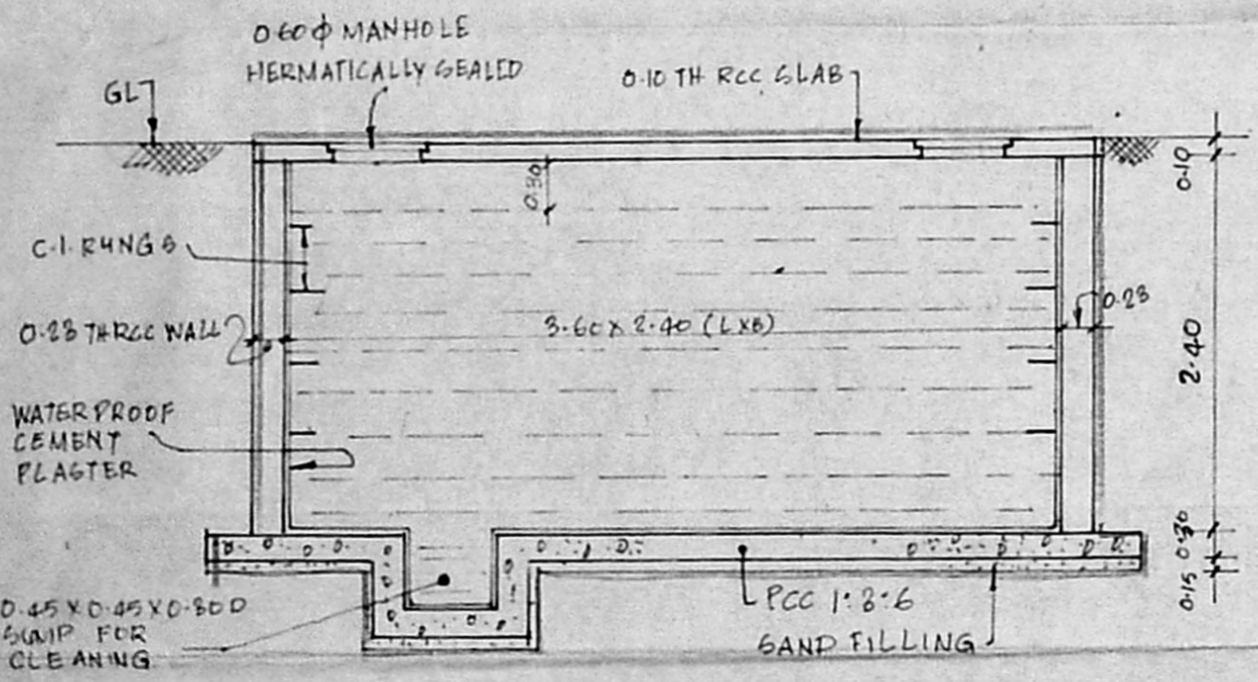 0.60 ϕ MANHOLE
HERMATICALLY SEALED
0.10 TH RCC SLAB
GL
0.10
0.30
C.I. RUNGS
0.23
0.23 TH RCC WALL
3.60 X 2.40 (LXB)
2.40
WATERPROOF
CEMENT
PLASTER
0.30
0.15
0.45 X 0.45 X 0.30 D
SUMP FOR
CLEANING
PCC 1:3:6
SAND FILLING